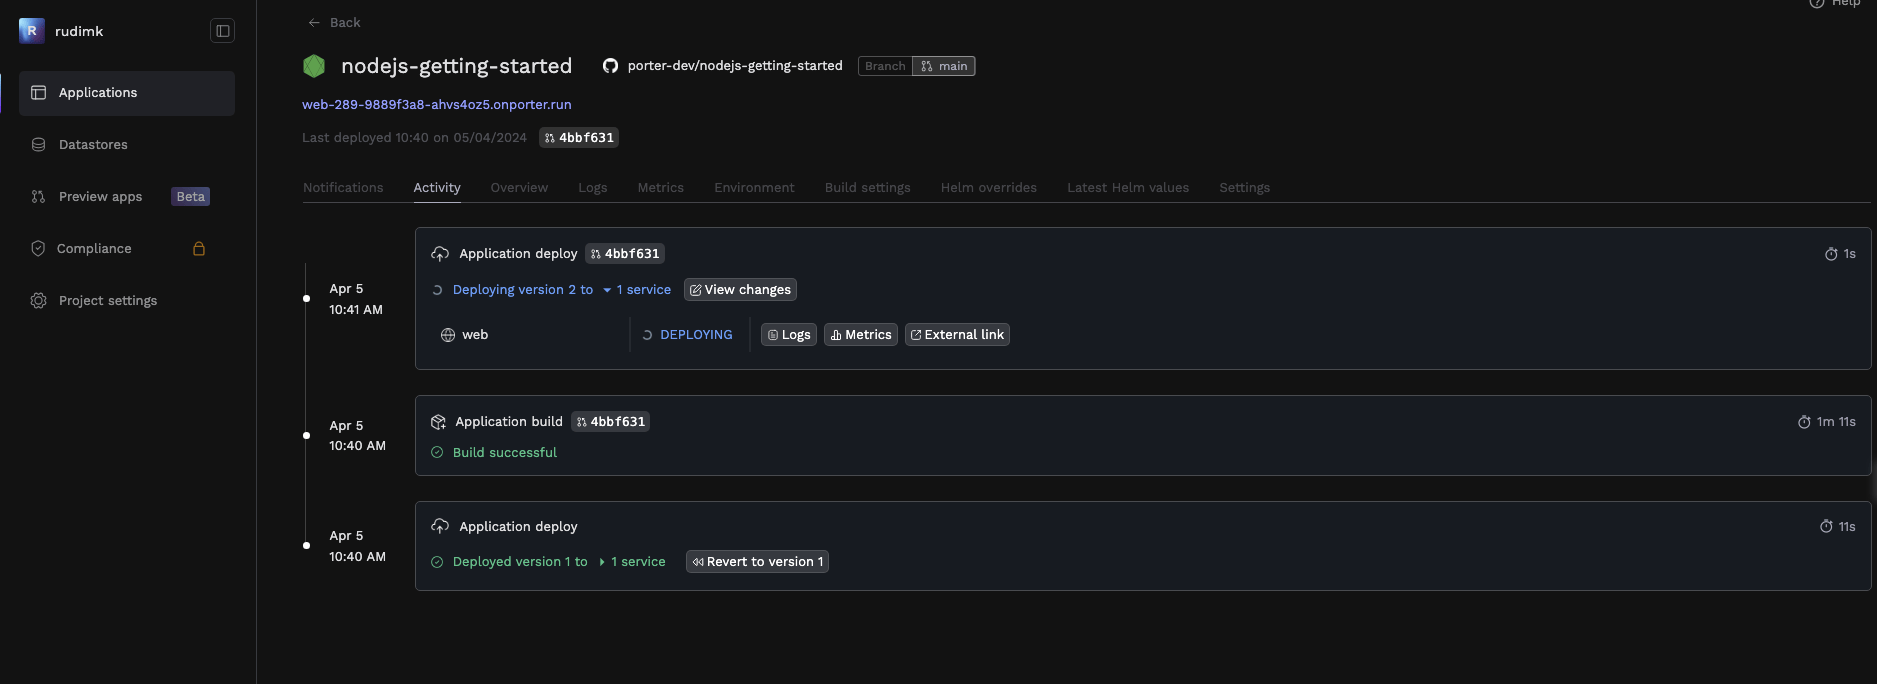 R rudimk
Applications
Datastores
Preview apps Beta
Compliance
Project settings
Help
Back
nodejs-getting-started porter-dev/nodejs-getting-started Branch main
web-289-9889f3a8-ahvs4oz5.onporter.run
Last deployed 10:40 on 05/04/2024 4bbf631
Notifications Activity Overview Logs Metrics Environment Build settings Helm overrides Latest Helm values Settings
Apr 5
10:41 AM
Application deploy 4bbf631 1s
Deploying version 2 to 1 service View changes
web DEPLOYING Logs Metrics External link
Apr 5
10:40 AM
Application build 4bbf631 1m 11s
Build successful
Apr 5
10:40 AM
Application deploy 11s
Deployed version 1 to 1 service Revert to version 1